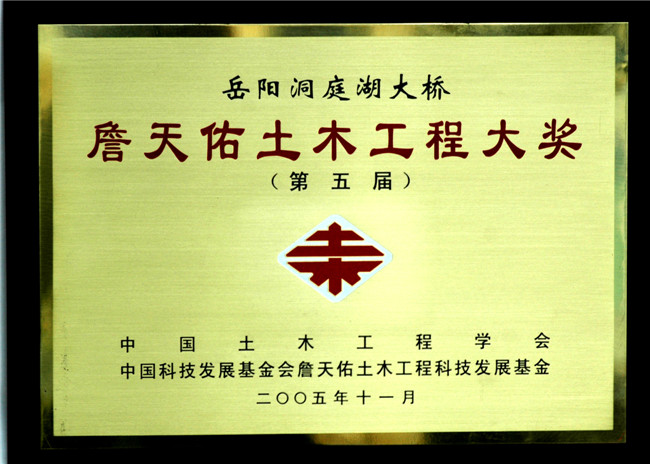 岳阳洞庭湖大桥
詹天佑土木工程大奖
（第五届）
中国土木工程学会
中国科技发展基金会詹天佑土木工程科技发展基金
二〇〇五年十一月